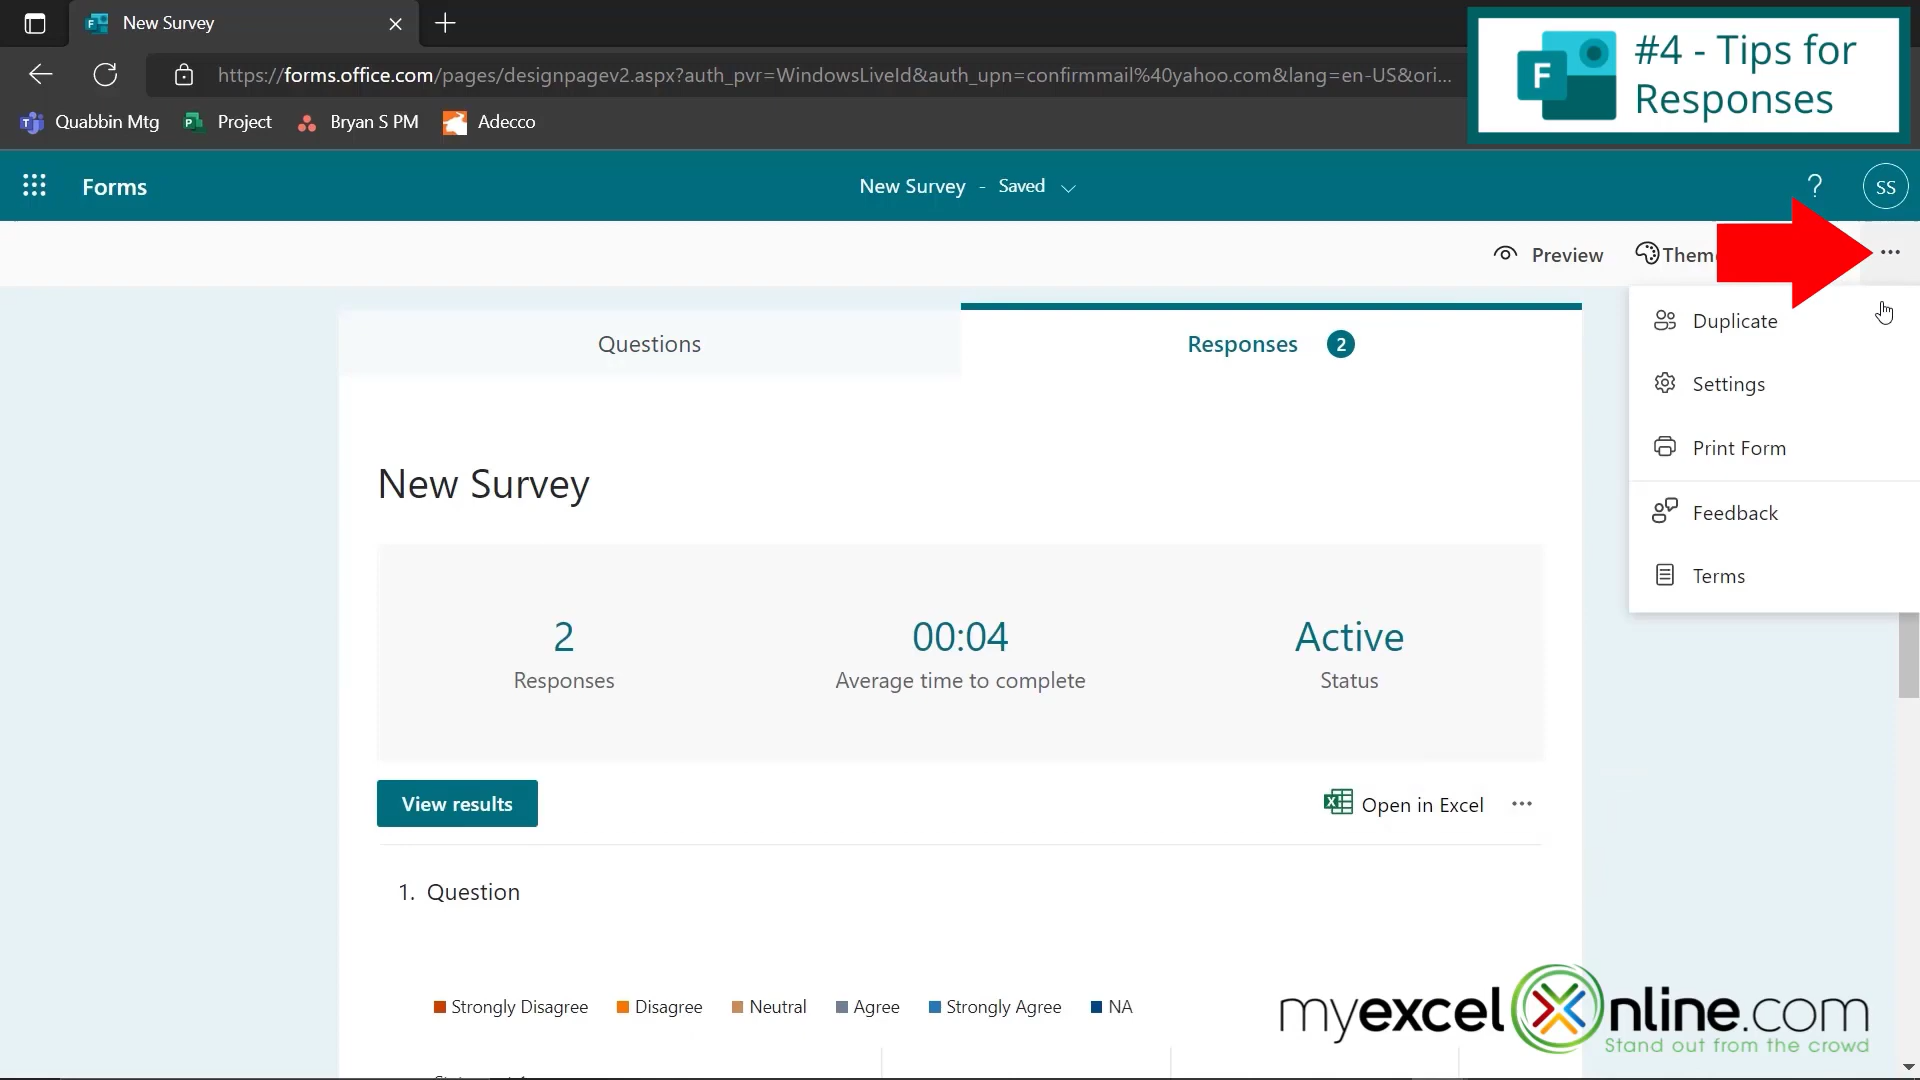 New Survey
#4 - Tips for
Responses
https://forms.office.com/pages/designpagev2.aspx?auth_pvr=WindowsLiveId&auth_upn=confirmmail%40yahoo.com&lang=en-US&ori...
Quabbin Mtg Project Bryan S PM Adecco
Forms New Survey - Saved ? SS
Preview
Questions Responses 2
Duplicate
Settings
Print Form
Feedback
Terms
New Survey
2 00:04 Active
Responses Average time to complete Status
View results Open in Excel
1. Question
Strongly Disagree Disagree Neutral Agree Strongly Agree NA
myexcelonline.com
Stand out from the crowd